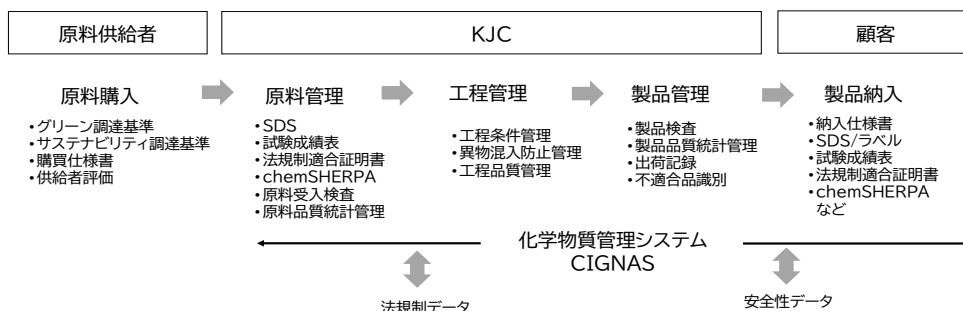 原料供給者
KJC
顧客
原料購入
・グリーン調達基準
・サステナビリティ調達基準
・購買仕様書
・供給者評価
原料管理
・SDS
・試験成績表
・法規制適合証明書
・chemSHERPA
・原料受入検査
・原料品質統計管理
工程管理
・工程条件管理
・異物混入防止管理
・工程品質管理
製品管理
・製品検査
・製品品質統計管理
・出荷記録
・不適合品識別
製品納入
・納入仕様書
・SDS/ラベル
・試験成績表
・法規制適合証明書
・chemSHERPA
など
化学物質管理システム
CIGNAS
法規制データ
安全性データ